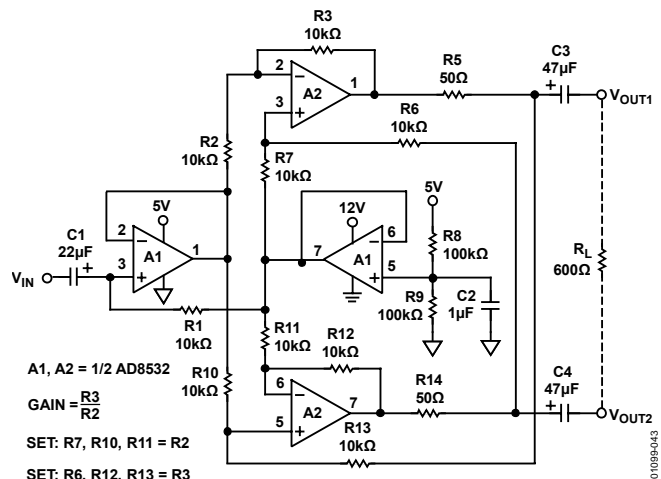 R3
10kΩ
2
1
A2
3
R5
50Ω
C3
47µF
+
VOUT1
R6
10kΩ
R2
10kΩ
R7
10kΩ
5V
12V
5V
2
A1
1
3
C1
22µF
+
VIN
6
7
A1
5
R8
100kΩ
R9
100kΩ
C2
1µF
RL
600Ω
R1
10kΩ
R11
10kΩ
R12
10kΩ
R10
10kΩ
6
A2
7
5
R14
50Ω
C4
47µF
+
VOUT2
R13
10kΩ
A1, A2 = 1/2 AD8532
GAIN = R3
R2
SET: R7, R10, R11 = R2
SET: R6, R12, R13 = R3
01099-043